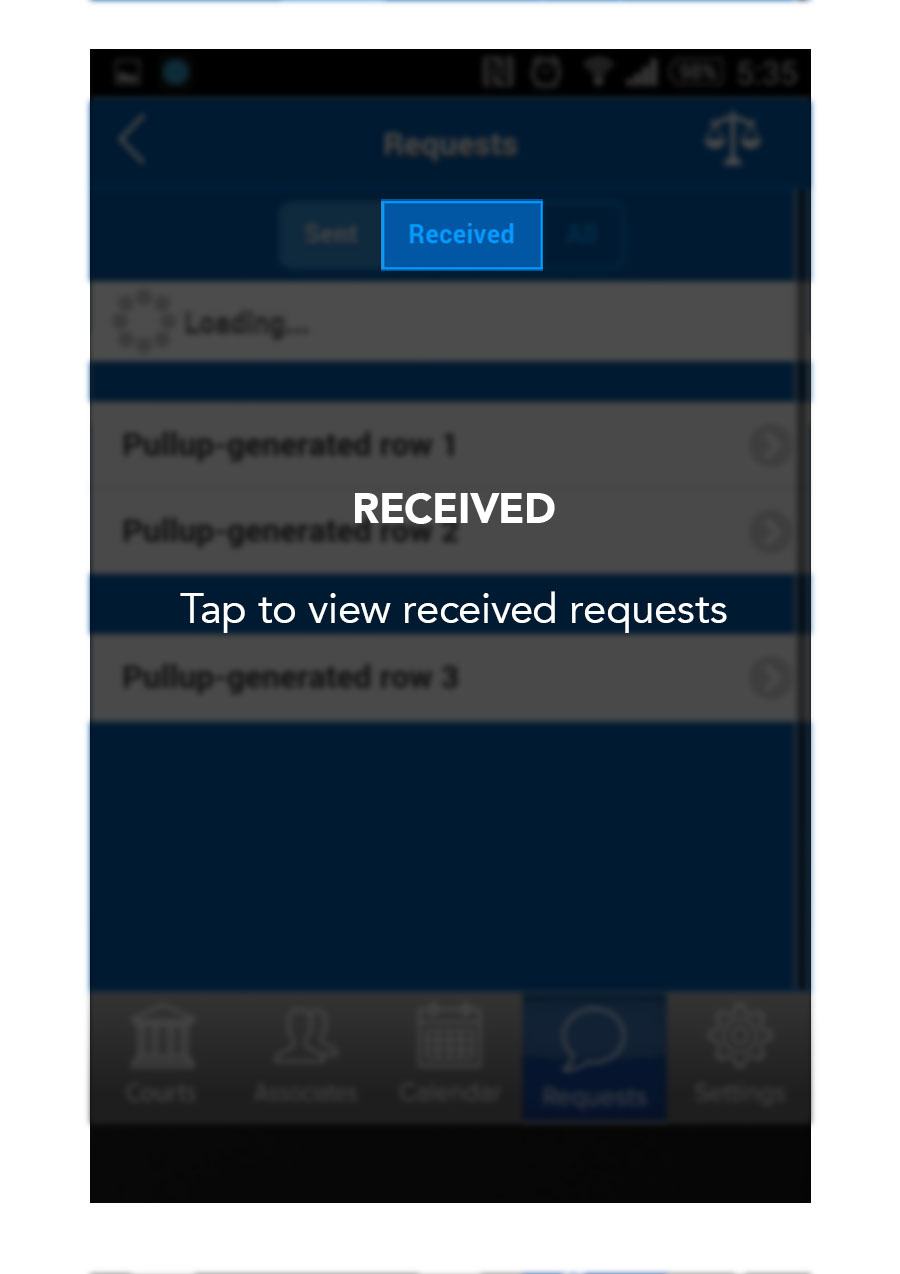 98% 5:35
Requests
Sent Received All
Loading...
Pullup-generated row 1
RECEIVED
Pullup-generated row 2
Tap to view received requests
Pullup-generated row 3
Courts Associates Calendar Requests Settings